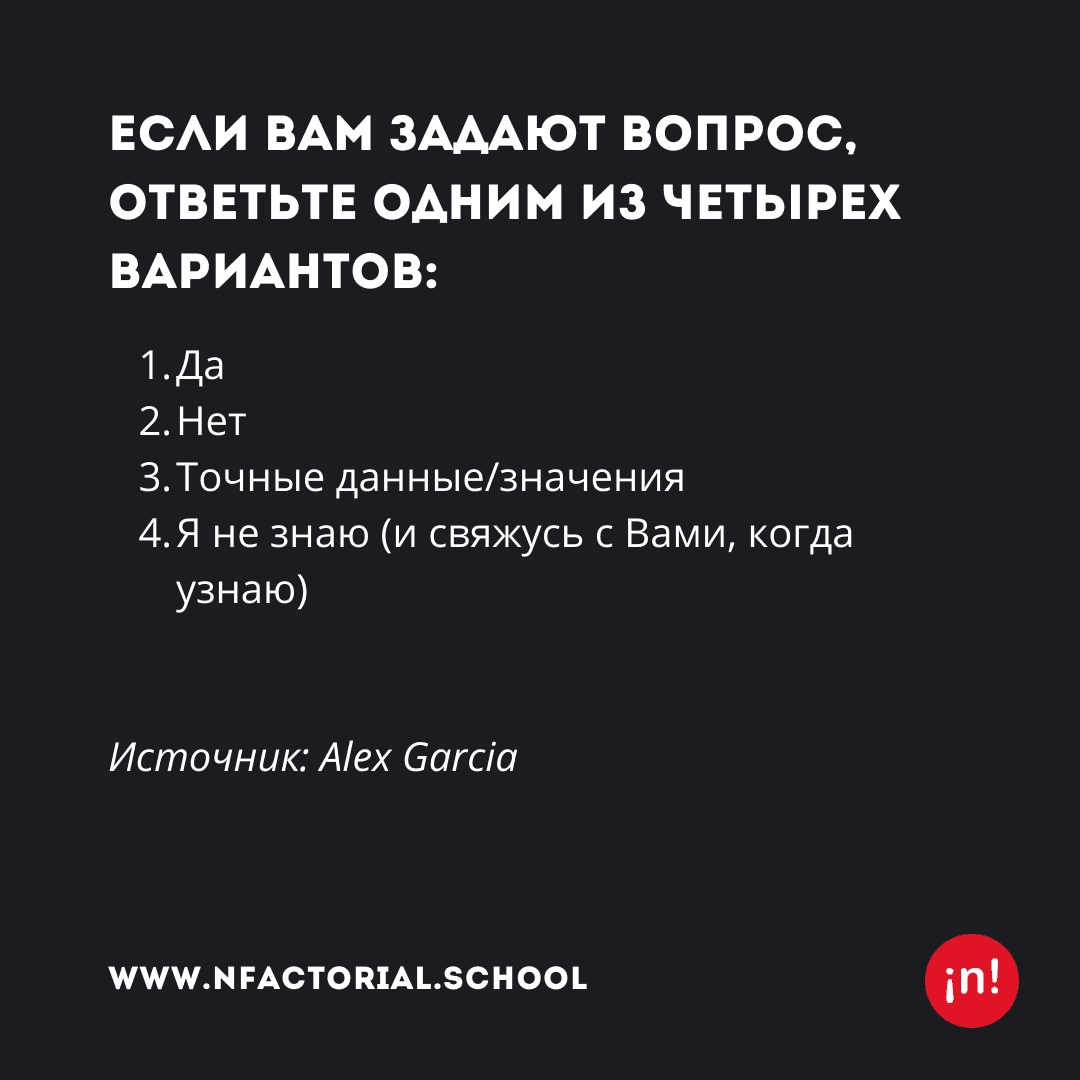 ЕСЛИ ВАМ ЗАДАЮТ ВОПРОС,
ОТВЕТЬТЕ ОДНИМ ИЗ ЧЕТЫРЕХ
ВАРИАНТОВ:
1. Да
2. Нет
3. Точные данные/значения
4. Я не знаю (и свяжусь с Вами, когда
узнаю)
Источник: Alex Garcia
WWW.NFACTORIAL.SCHOOL
¡n!